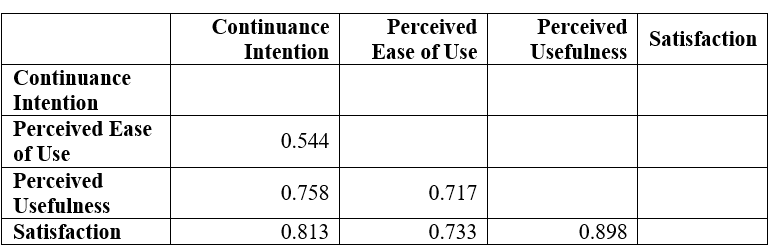 Continuance Intention Perceived Ease of Use Perceived Usefulness Satisfaction
Continuance Intention
Perceived Ease of Use 0.544
Perceived Usefulness 0.758 0.717
Satisfaction 0.813 0.733 0.898